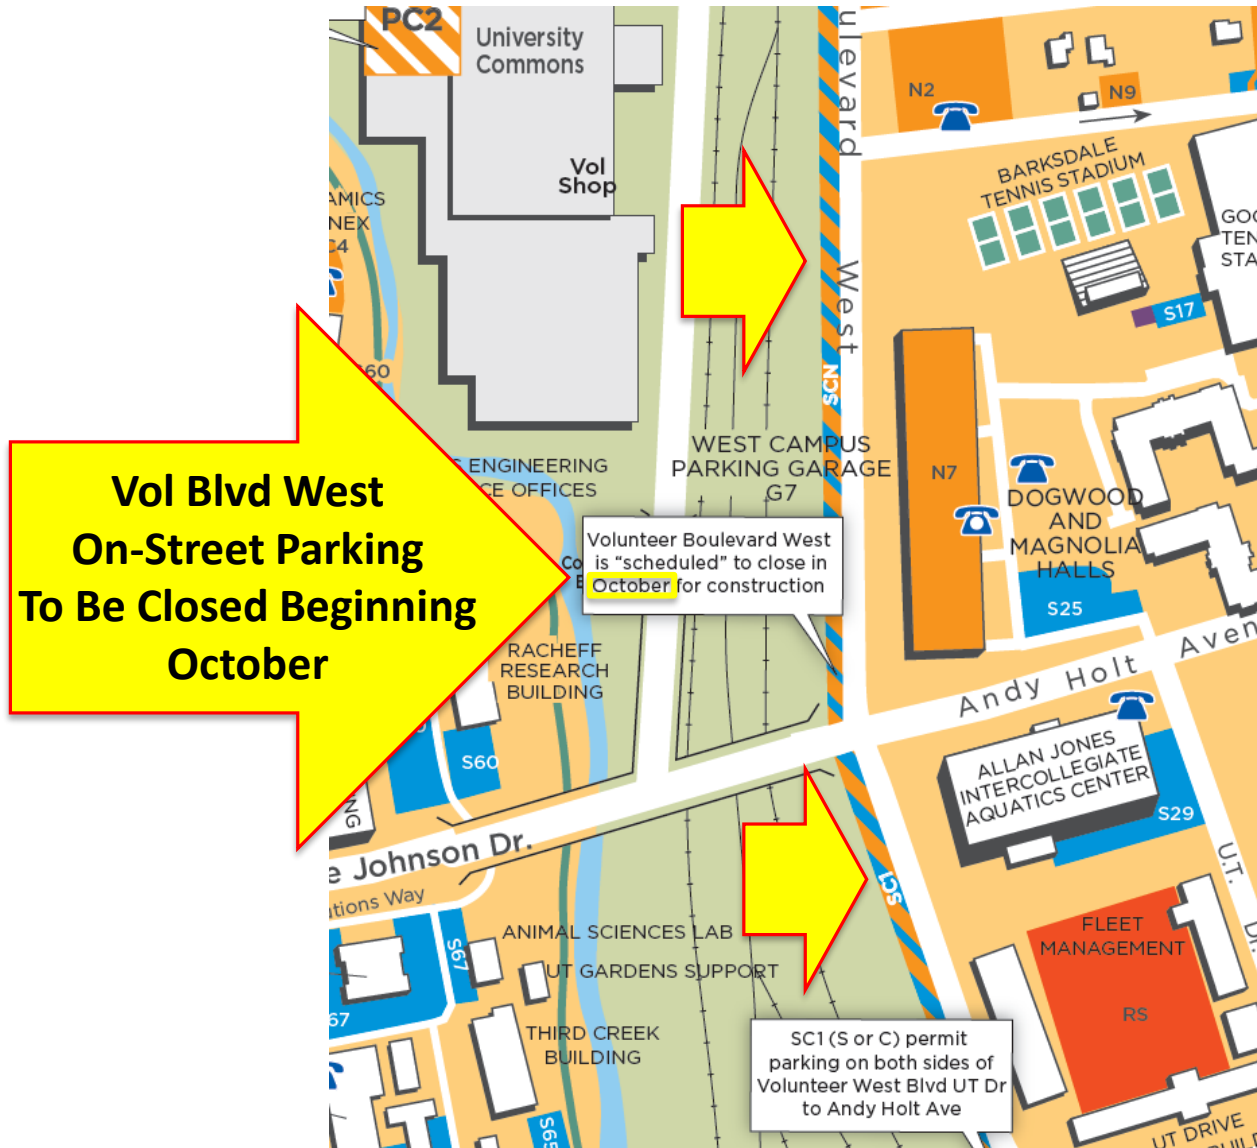 PC2
University
Commons
Vol
Shop
ulevard
West
N2
N9
BARKSDALE
TENNIS STADIUM
S17
SCN
60
WEST CAMPUS
PARKING GARAGE
G7
N7
DOGWOOD
AND
MAGNOLIA
HALLS
S25
ENGINEERING
CE OFFICES
Vol Blvd West
On-Street Parking
To Be Closed Beginning
October
Volunteer Boulevard West
is “scheduled” to close in
October for construction
RACHEFF
RESEARCH
BUILDING
S60
Andy Holt Aven
ALLAN JONES
INTERCOLLEGIATE
AQUATICS CENTER
S29
U.T.
e Johnson Dr.
utions Way
SC1
FLEET
MANAGEMENT
RS
ANIMAL SCIENCES LAB
UT GARDENS SUPPORT
S67
67
THIRD CREEK
BUILDING
S65
SC1 (S or C) permit
parking on both sides of
Volunteer West Blvd UT Dr
to Andy Holt Ave
UT DRIVE